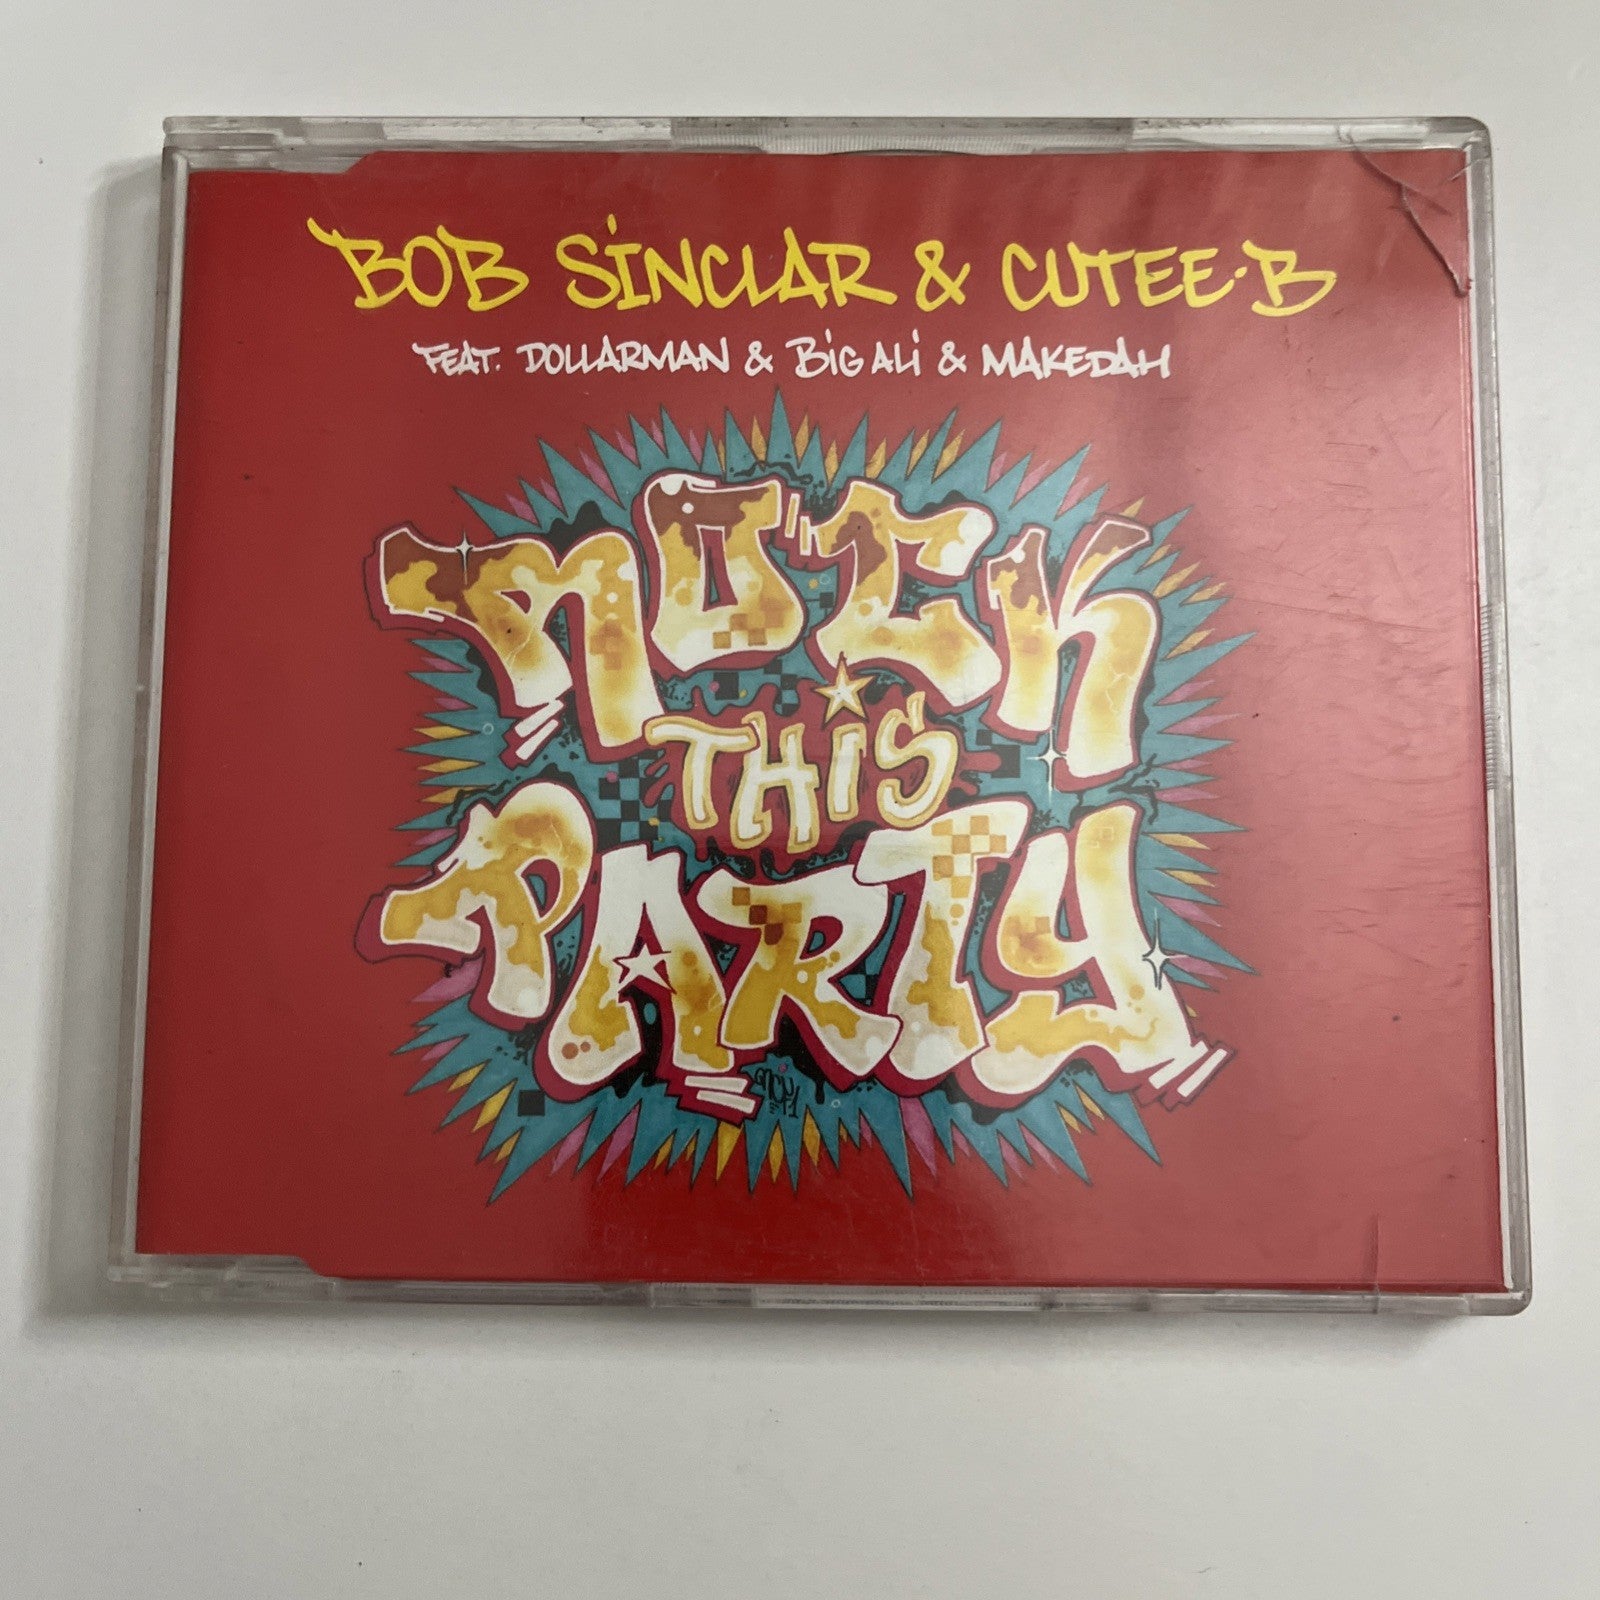 BOB SINCLAR & CUTEE·B
FEAT. DOLLARMAN & BIG ALI & MAKEDAH
ROCK
THIS
PARTY